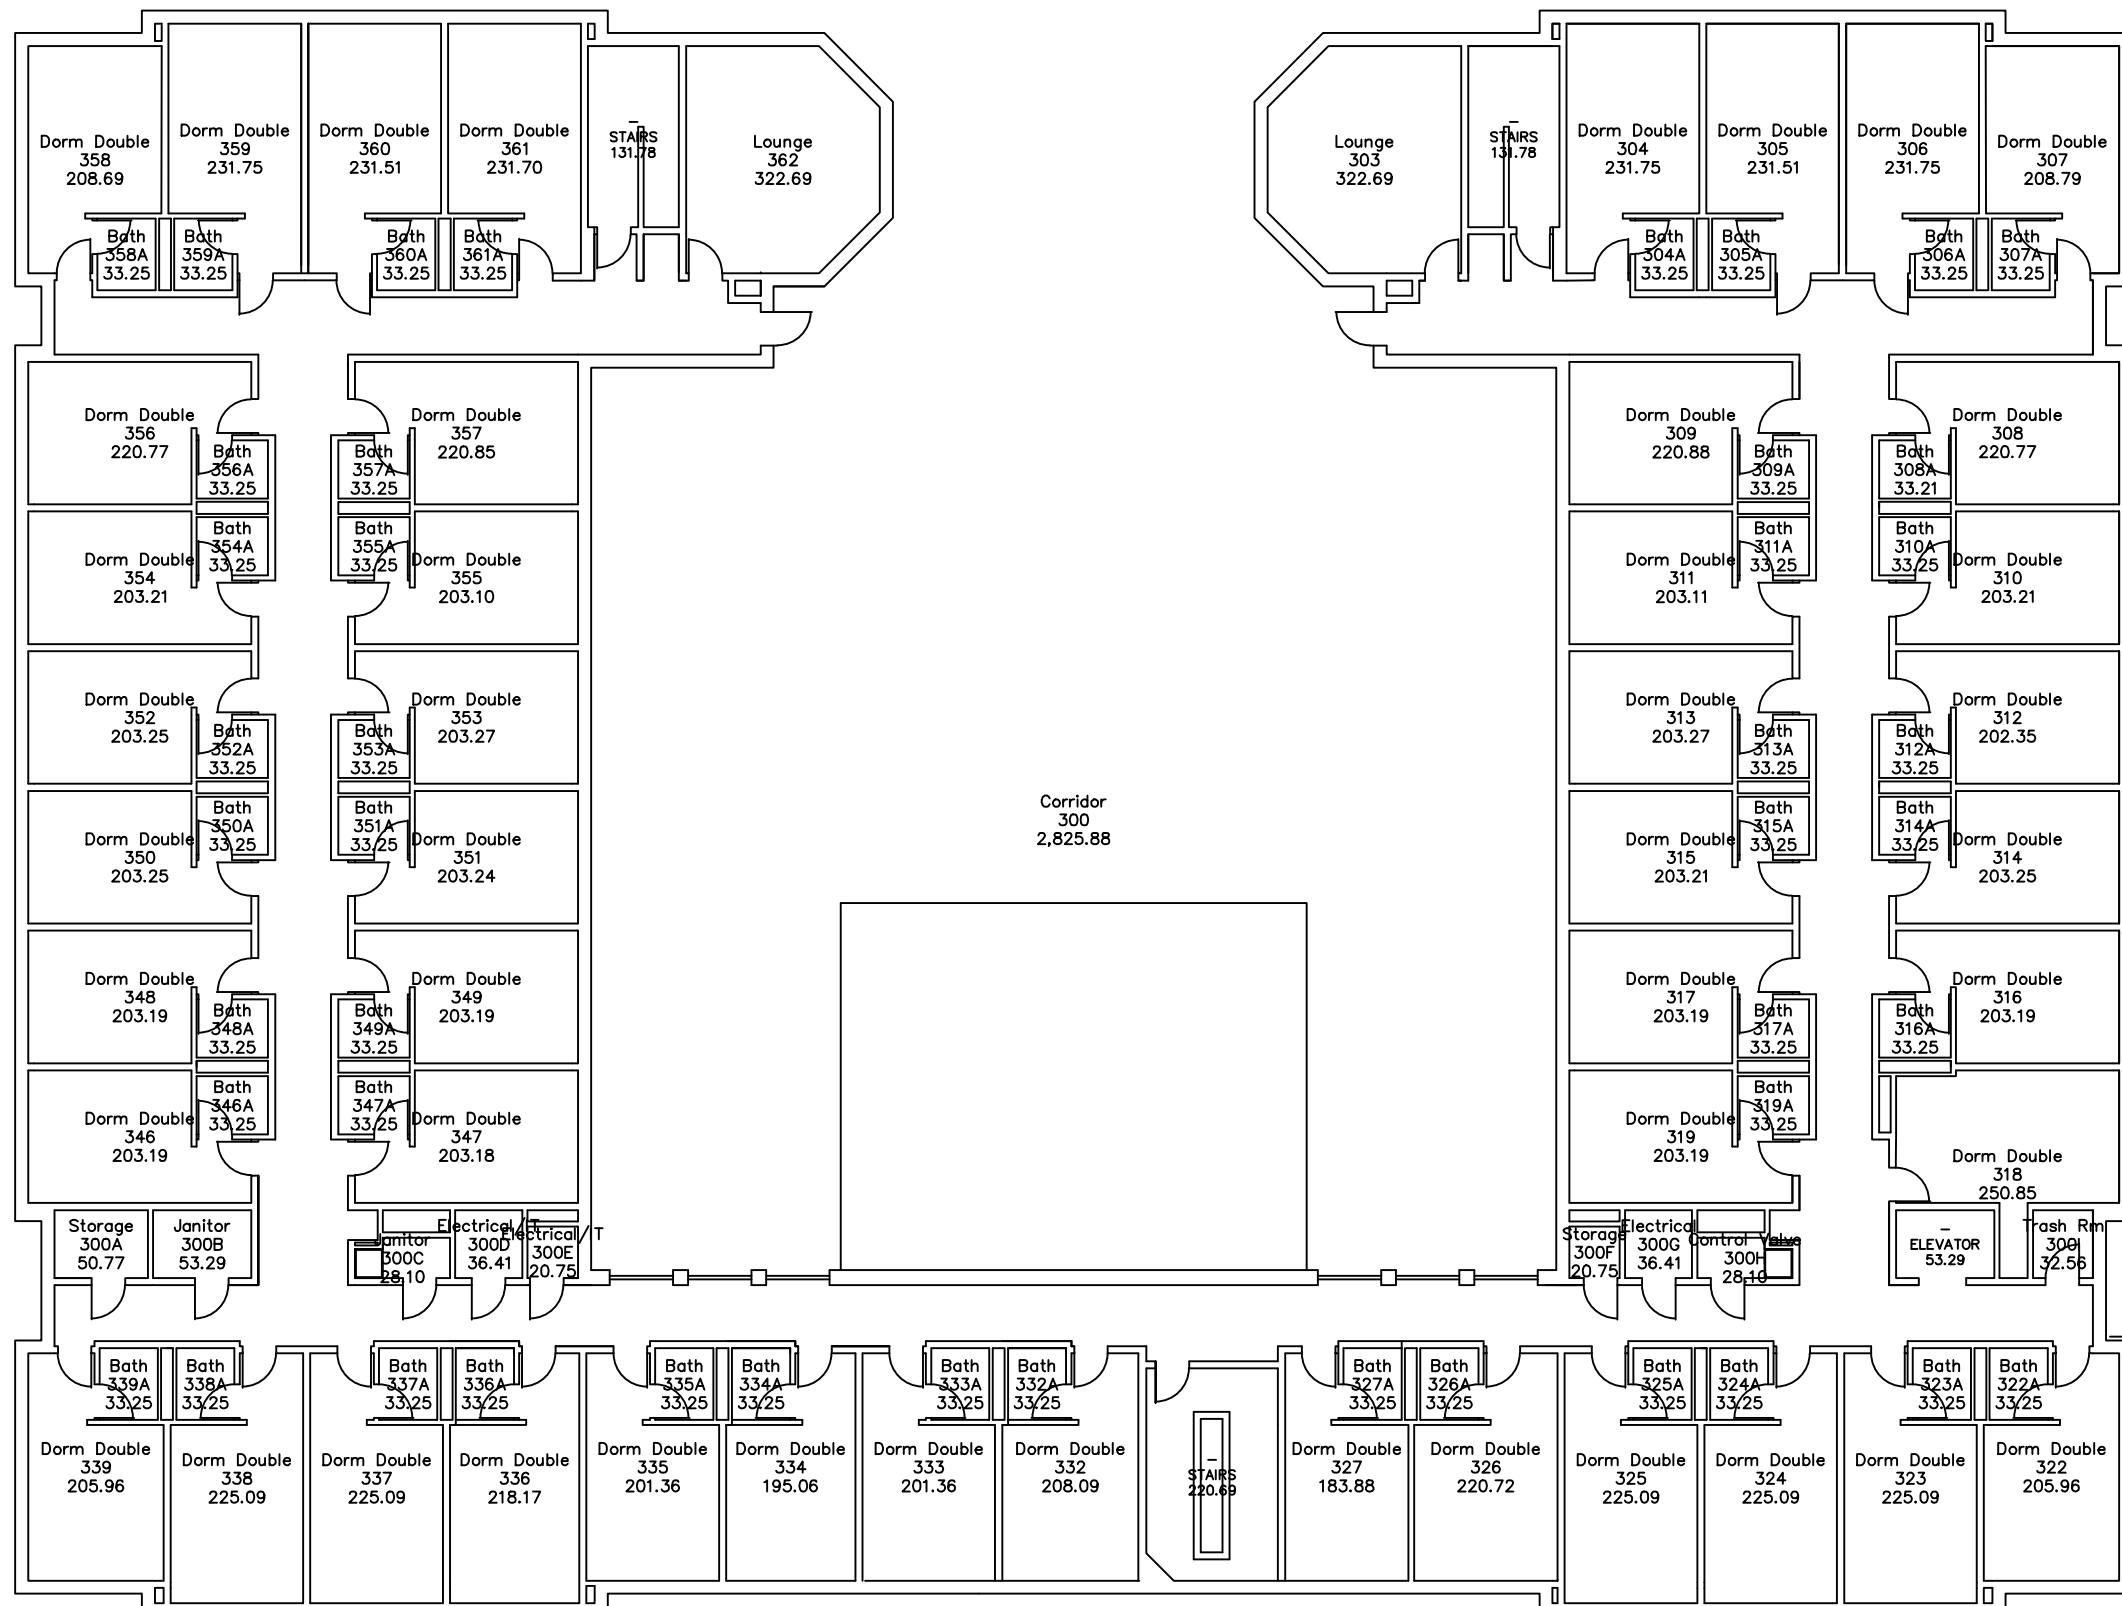 Dorm Double
358
208.69
Dorm Double
359
231.75
Dorm Double
360
231.51
Dorm Double
361
231.70
–
STAIRS
131.78
Lounge
362
322.69
Lounge
303
322.69
–
STAIRS
131.78
Dorm Double
304
231.75
Dorm Double
305
231.51
Dorm Double
306
231.75
Dorm Double
307
208.79
Bath
358A
33.25
Bath
359A
33.25
Bath
360A
33.25
Bath
361A
33.25
Bath
304A
33.25
Bath
305A
33.25
Bath
306A
33.25
Bath
307A
33.25
Dorm Double
356
220.77
Bath
356A
33.25
Bath
357A
33.25
Dorm Double
357
220.85
Dorm Double
309
220.88
Bath
309A
33.25
Bath
308A
33.21
Dorm Double
308
220.77
Dorm Double
354
203.21
Bath
354A
33.25
Bath
355A
33.25
Dorm Double
355
203.10
Dorm Double
311
203.11
Bath
311A
33.25
Bath
310A
33.25
Dorm Double
310
203.21
Dorm Double
352
203.25
Bath
352A
33.25
Bath
353A
33.25
Dorm Double
353
203.27
Dorm Double
313
203.27
Bath
313A
33.25
Bath
312A
33.25
Dorm Double
312
202.35
Dorm Double
350
203.25
Bath
350A
33.25
Bath
351A
33.25
Dorm Double
351
203.24
Corridor
300
2,825.88
Dorm Double
315
203.21
Bath
315A
33.25
Bath
314A
33.25
Dorm Double
314
203.25
Dorm Double
348
203.19
Bath
348A
33.25
Bath
349A
33.25
Dorm Double
349
203.19
Dorm Double
317
203.19
Bath
317A
33.25
Bath
316A
33.25
Dorm Double
316
203.19
Dorm Double
346
203.19
Bath
346A
33.25
Bath
347A
33.25
Dorm Double
347
203.18
Dorm Double
319
203.19
Bath
319A
33.25
Dorm Double
318
250.85
Storage
300A
50.77
Janitor
300B
53.29
Janitor
300C
28.10
Electrical/IT
300D
36.41
Electrical/IT
300E
20.75
Storage
300F
20.75
Electrical
300G
36.41
Control Valve
300H
28.10
–
ELEVATOR
53.29
Trash Rm
300I
32.56
Bath
339A
33.25
Bath
338A
33.25
Bath
337A
33.25
Bath
336A
33.25
Bath
335A
33.25
Bath
334A
33.25
Bath
333A
33.25
Bath
332A
33.25
Bath
327A
33.25
Bath
326A
33.25
Bath
325A
33.25
Bath
324A
33.25
Bath
323A
33.25
Bath
322A
33.25
Dorm Double
339
205.96
Dorm Double
338
225.09
Dorm Double
337
225.09
Dorm Double
336
218.17
Dorm Double
335
201.36
Dorm Double
334
195.06
Dorm Double
333
201.36
Dorm Double
332
208.09
–
STAIRS
220.69
Dorm Double
327
183.88
Dorm Double
326
220.72
Dorm Double
325
225.09
Dorm Double
324
225.09
Dorm Double
323
225.09
Dorm Double
322
205.96